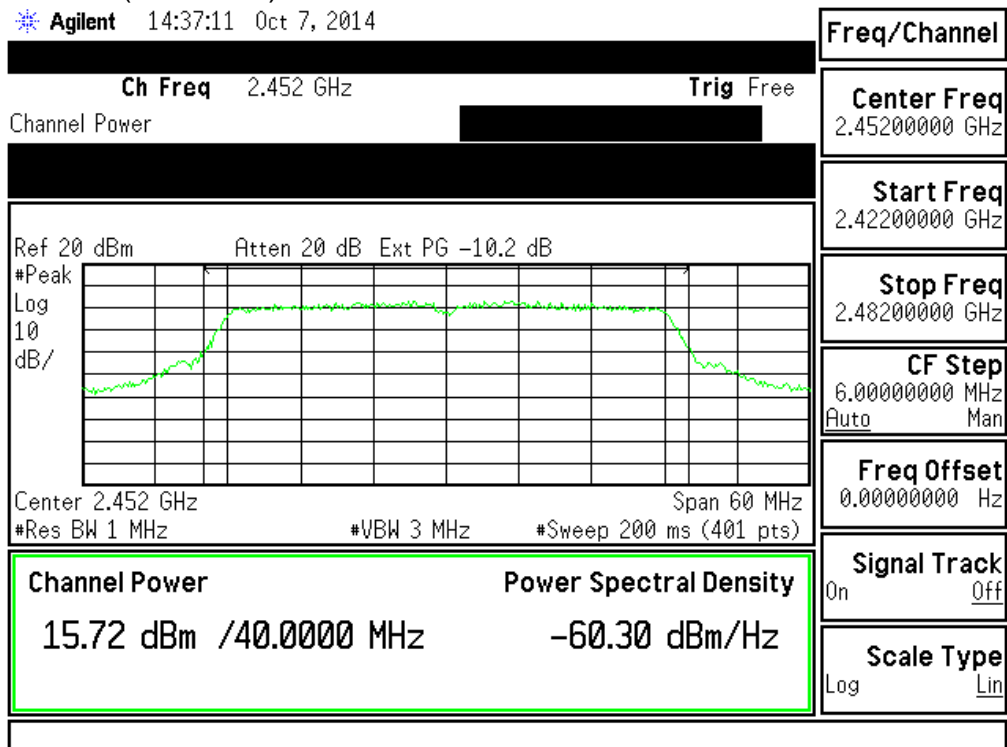 Agilent 14:37:11 Oct 7, 2014
Freq/Channel
Ch Freq 2.452 GHz Trig Free
Channel Power
Center Freq
2.45200000 GHz
Start Freq
2.42200000 GHz
Stop Freq
2.48200000 GHz
CF Step
6.00000000 MHz
Auto Man
Freq Offset
0.00000000 Hz
Signal Track
On Off
Scale Type
Log Lin
Ref 20 dBm Atten 20 dB Ext PG -10.2 dB
#Peak
Log
10
dB/
Center 2.452 GHz Span 60 MHz
#Res BW 1 MHz #VBW 3 MHz #Sweep 200 ms (401 pts)
Channel Power Power Spectral Density
15.72 dBm /40.0000 MHz -60.30 dBm/Hz